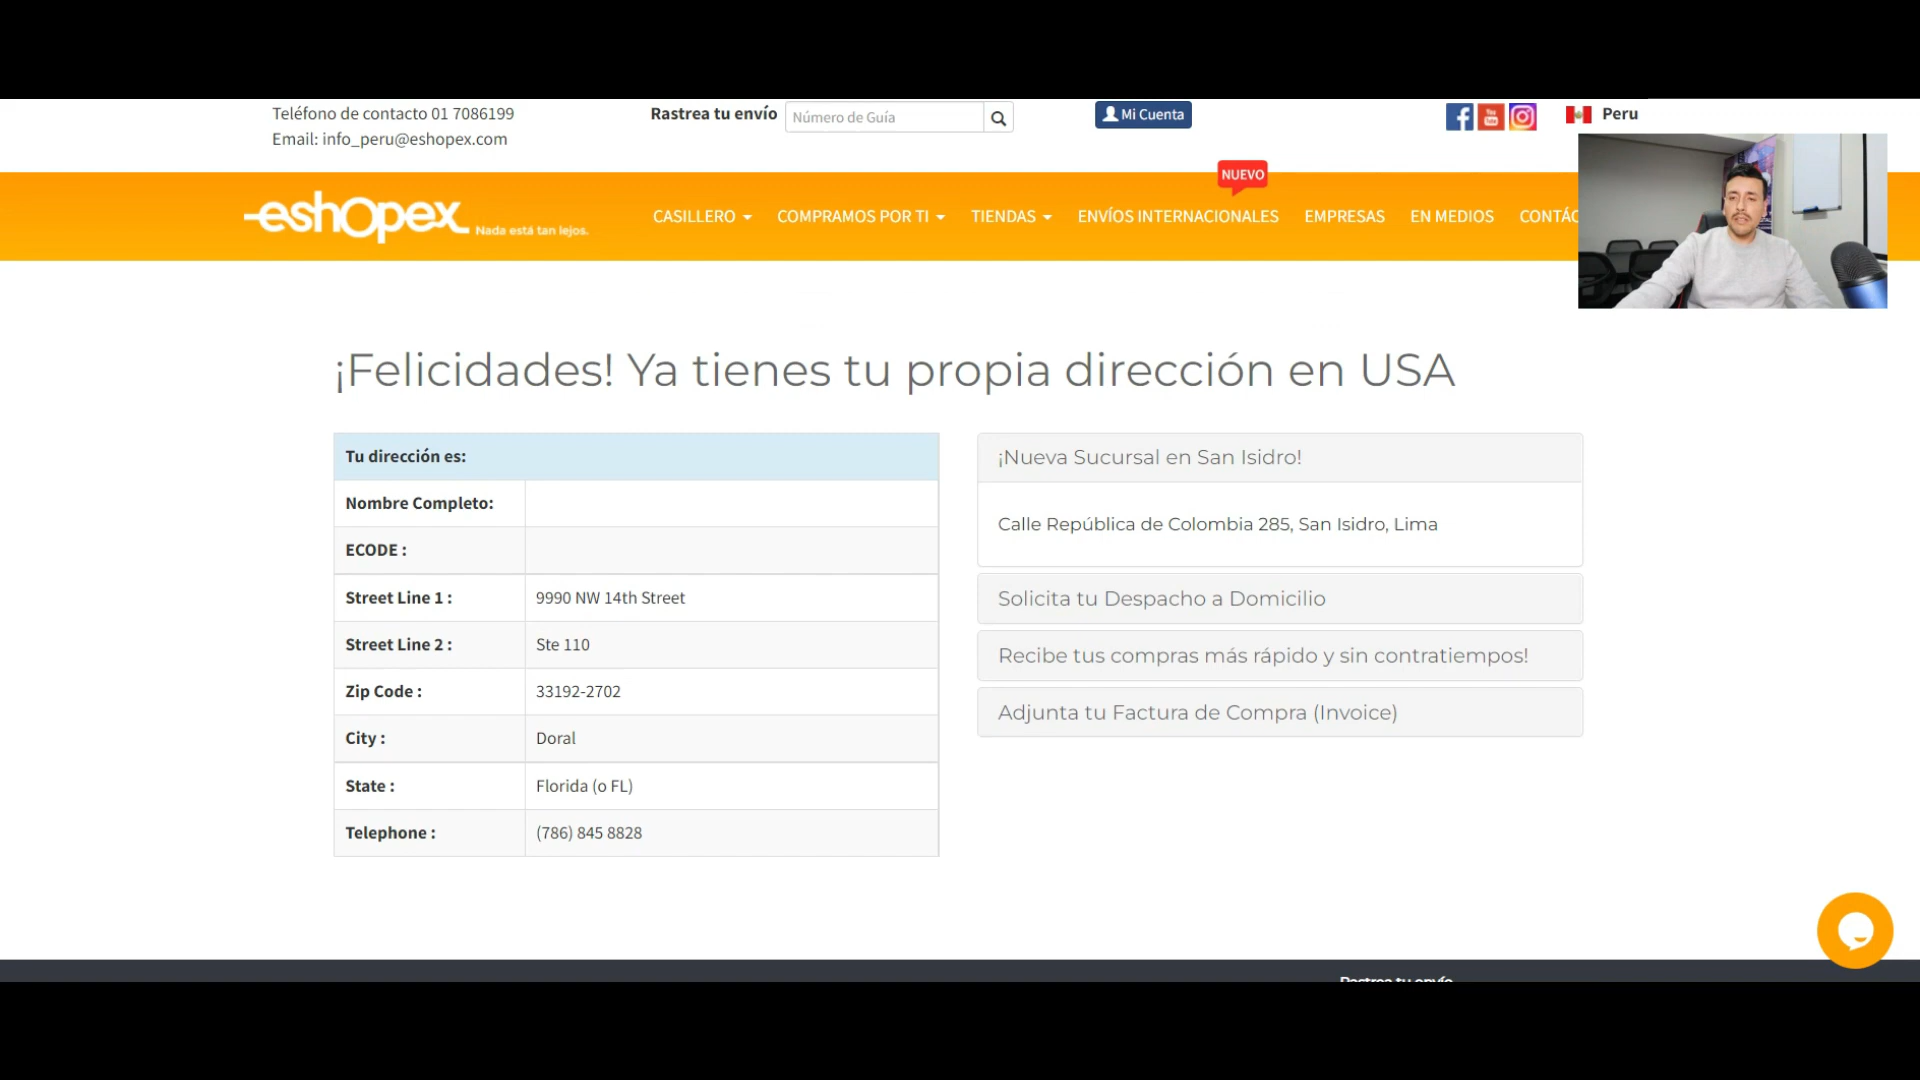 Teléfono de contacto 01 7086199
Email: info_peru@eshopex.com
Rastrea tu envío
Número de Guía
Mi Cuenta
You
Peru
NUEVO
eshopex
Nada está tan lejos.
CASILLERO
COMPRAMOS POR TI
TIENDAS
ENVÍOS INTERNACIONALES
EMPRESAS
EN MEDIOS
CONTÁC
¡Felicidades! Ya tienes tu propia dirección en USA
Tu dirección es:
Nombre Completo:
ECODE :
Street Line 1 : 9990 NW 14th Street
Street Line 2 : Ste 110
Zip Code : 33192-2702
City : Doral
State : Florida (o FL)
Telephone : (786) 845 8828
¡Nueva Sucursal en San Isidro!
Calle República de Colombia 285, San Isidro, Lima
Solicita tu Despacho a Domicilio
Recibe tus compras más rápido y sin contratiempos!
Adjunta tu Factura de Compra (Invoice)
Rastrea tu envío